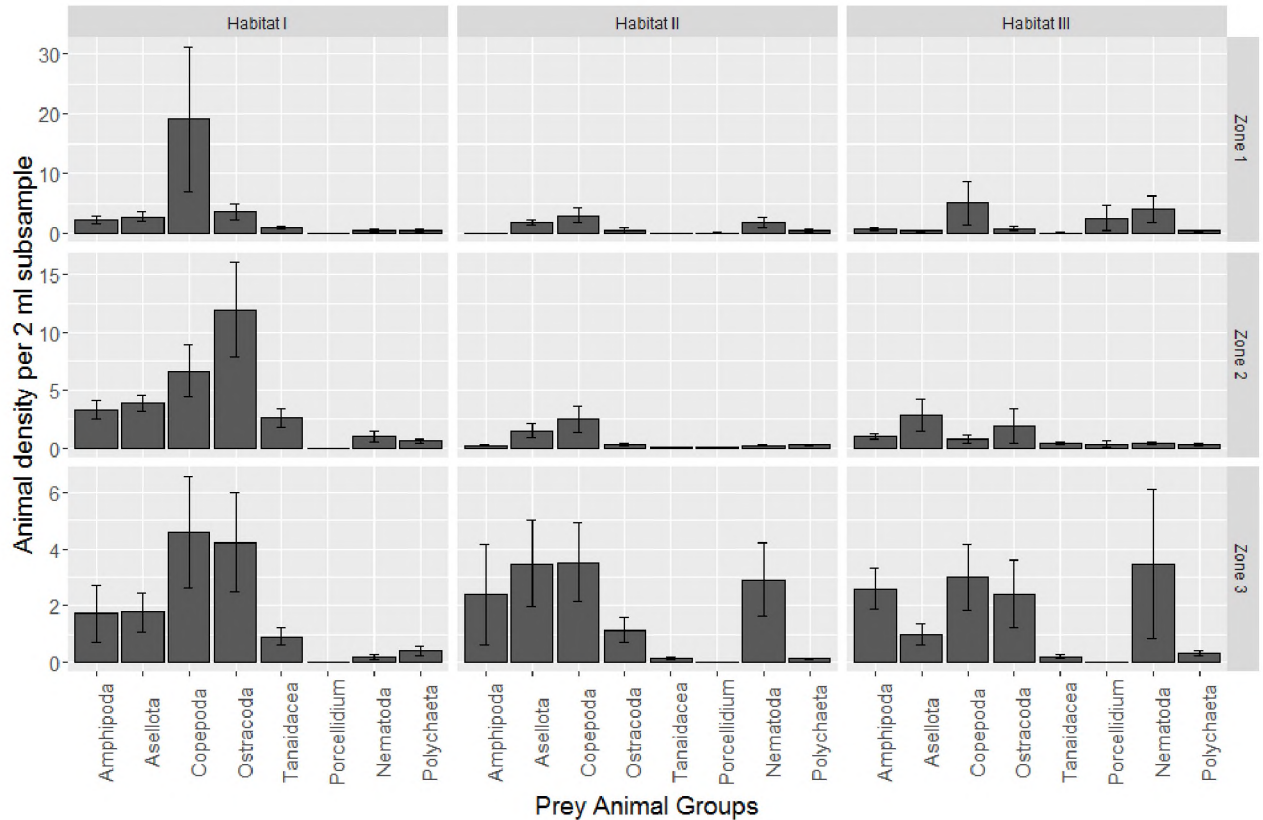 Habitat I
Habitat II
Habitat III
Animal density per 2 ml subsample
30
20
10
0
Zone 1
15
10
5
0
Zone 2
6
4
2
0
Zone 3
Amphipoda
Asellota
Copepoda
Ostracoda
Tanaidacea
Porcellidium
Nematoda
Polychaeta
Amphipoda
Asellota
Copepoda
Ostracoda
Tanaidacea
Porcellidium
Nematoda
Polychaeta
Amphipoda
Asellota
Copepoda
Ostracoda
Tanaidacea
Porcellidium
Nematoda
Polychaeta
Prey Animal Groups